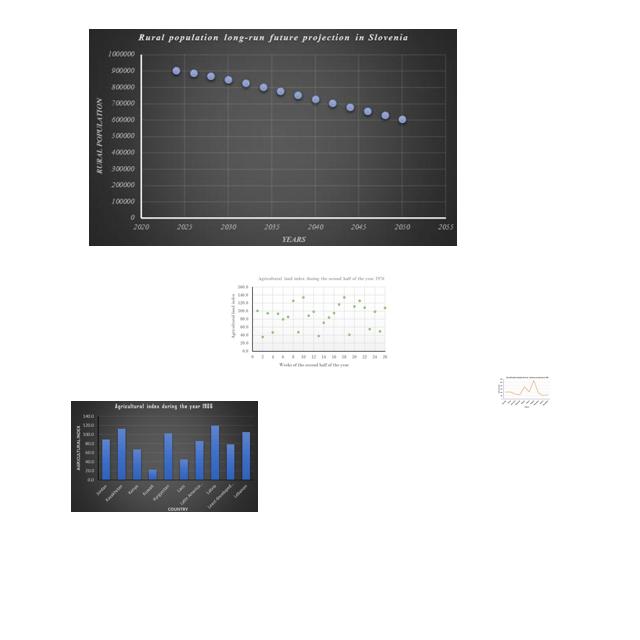 Rural population long-run future projection in Slovenia
RURAL POPULATION
1000000
900000
800000
700000
600000
500000
400000
300000
200000
100000
0
2020 2025 2030 2035 2040 2045 2050 2055
YEARS
Agricultural land index during the second half of the year 1976
Agricultural land index
160.0
140.0
120.0
100.0
80.0
60.0
40.0
20.0
0.0
0 2 4 6 8 10 12 14 16 18 20 22 24 26
Weeks of the second half of the year
Agricultural index during the year 1966
AGRICULTURAL INDEX
140.0
120.0
100.0
80.0
60.0
40.0
20.0
0.0
Jordan Kazakhstan Kenya Kuwait Kyrgyzstan Laos Latin America... Latvia Least developed... Lebanon
COUNTRY